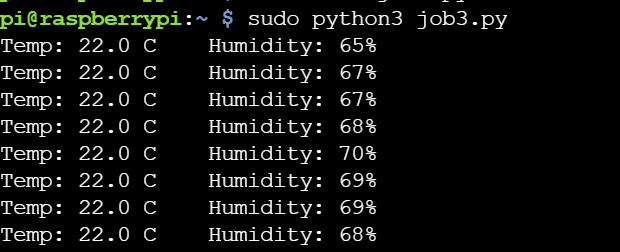 pi@raspberrypi:~ $ sudo python3 job3.py
Temp: 22.0 C    Humidity: 65%
Temp: 22.0 C    Humidity: 67%
Temp: 22.0 C    Humidity: 67%
Temp: 22.0 C    Humidity: 68%
Temp: 22.0 C    Humidity: 70%
Temp: 22.0 C    Humidity: 69%
Temp: 22.0 C    Humidity: 69%
Temp: 22.0 C    Humidity: 68%